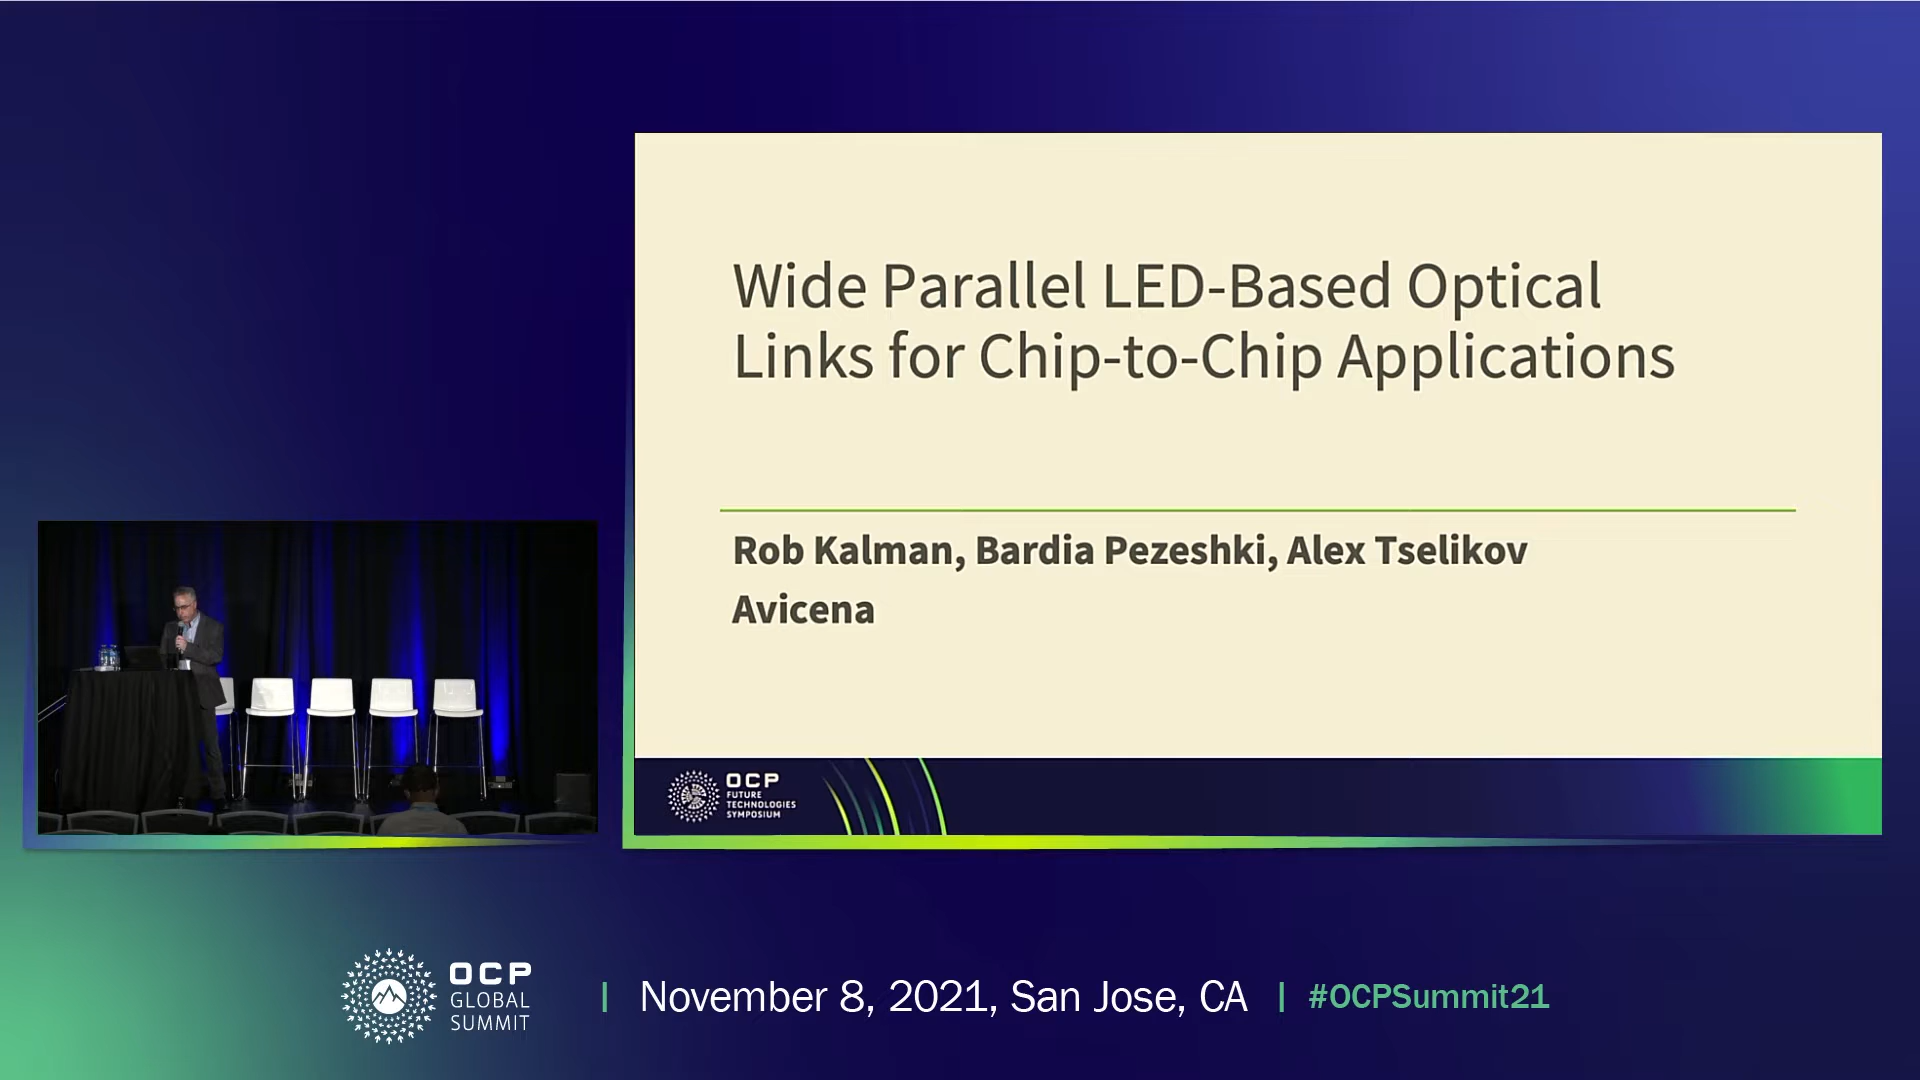 Wide Parallel LED-Based Optical
Links for Chip-to-Chip Applications
Rob Kalman, Bardia Pezeshki, Alex Tselikov
Avicena
OCP
FUTURE
TECHNOLOGIES
SYMPOSIUM
OCP
GLOBAL
SUMMIT
| November 8, 2021, San Jose, CA | #OCPSummit21